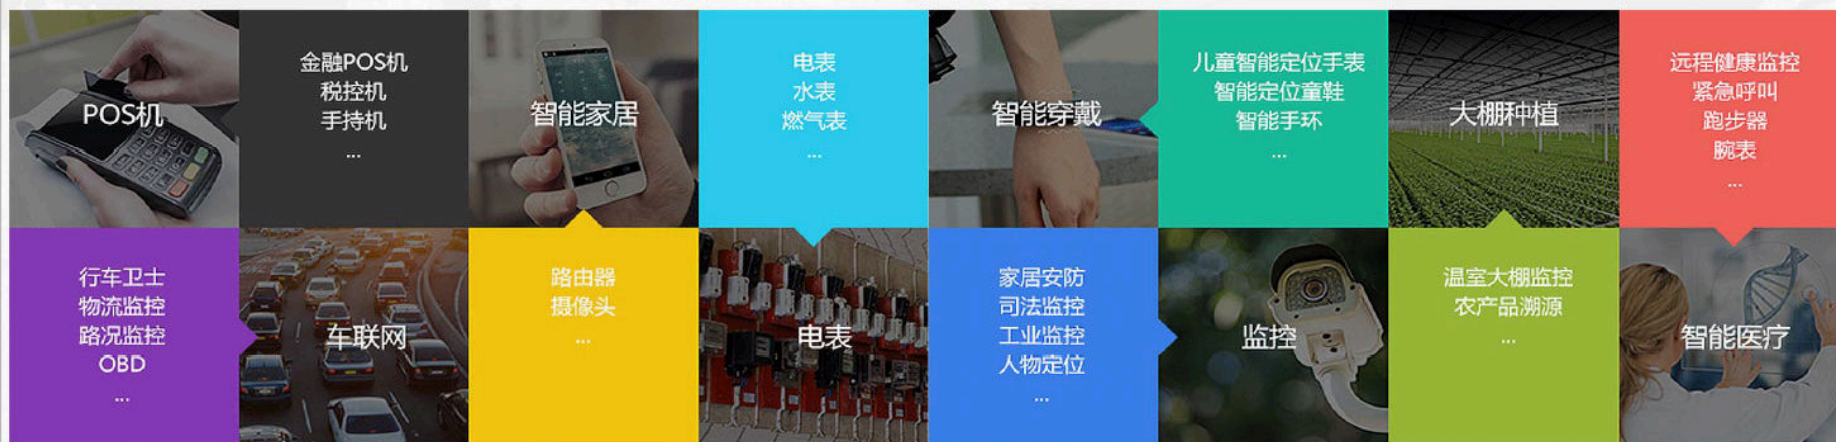 POS机
金融POS机
税控机
手持机
...
智能家居
电表
水表
燃气表
...
智能穿戴
儿童智能定位手表
智能定位童鞋
智能手环
...
大棚种植
远程健康监控
紧急呼叫
跑步器
腕表
...
行车卫士
物流监控
路况监控
OBD
...
车联网
路由器
摄像头
...
电表
家居安防
司法监控
工业监控
人物定位
...
监控
温室大棚监控
农产品溯源
...
智能医疗